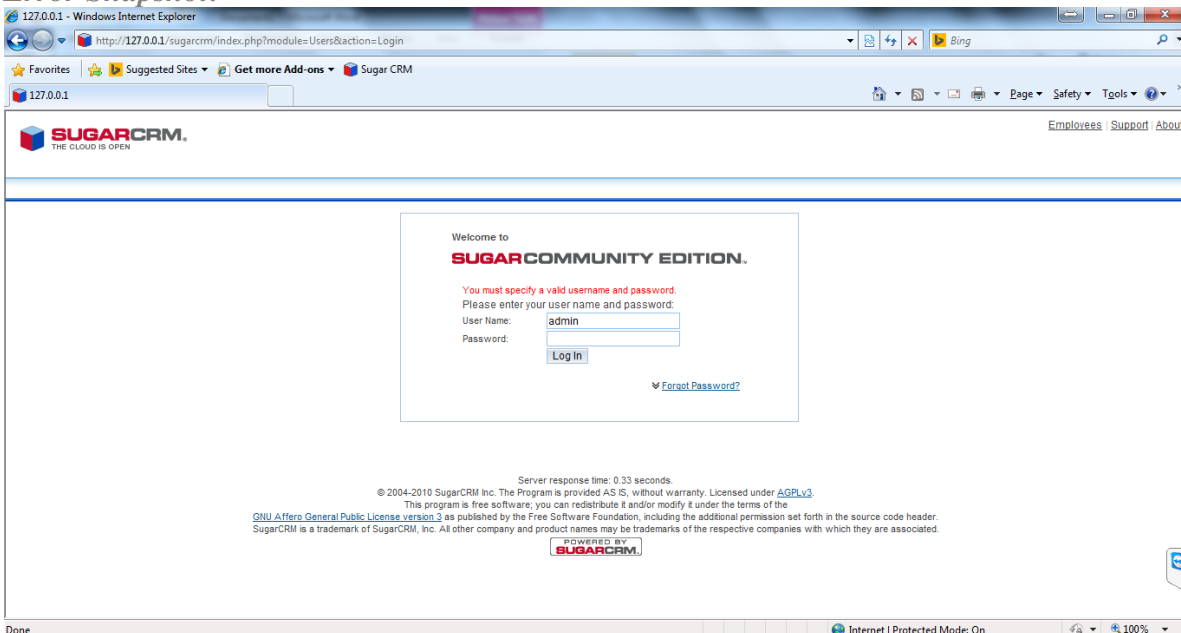 Error Snapshot
127.0.0.1 - Windows Internet Explorer
http://127.0.0.1/sugarcrm/index.php?module=Users&action=Login
Bing
Favorites Suggested Sites Get more Add-ons Sugar CRM
127.0.0.1 Page Safety Tools
SUGARCRM.
THE CLOUD IS OPEN
Employees | Support | About
Welcome to
SUGARCOMMUNITY EDITION
You must specify a valid username and password.
Please enter your user name and password:
User Name: admin
Password:
Log In
Forgot Password?
Server response time: 0.33 seconds.
© 2004-2010 SugarCRM Inc. The Program is provided AS IS, without warranty. Licensed under AGPLv3.
This program is free software; you can redistribute it and/or modify it under the terms of the
GNU Affero General Public License version 3 as published by the Free Software Foundation, including the additional permission set forth in the source code header.
SugarCRM is a trademark of SugarCRM, Inc. All other company and product names may be trademarks of the respective companies with which they are associated.
POWERED BY
SUGARCRM.
Done Internet | Protected Mode: On 100%